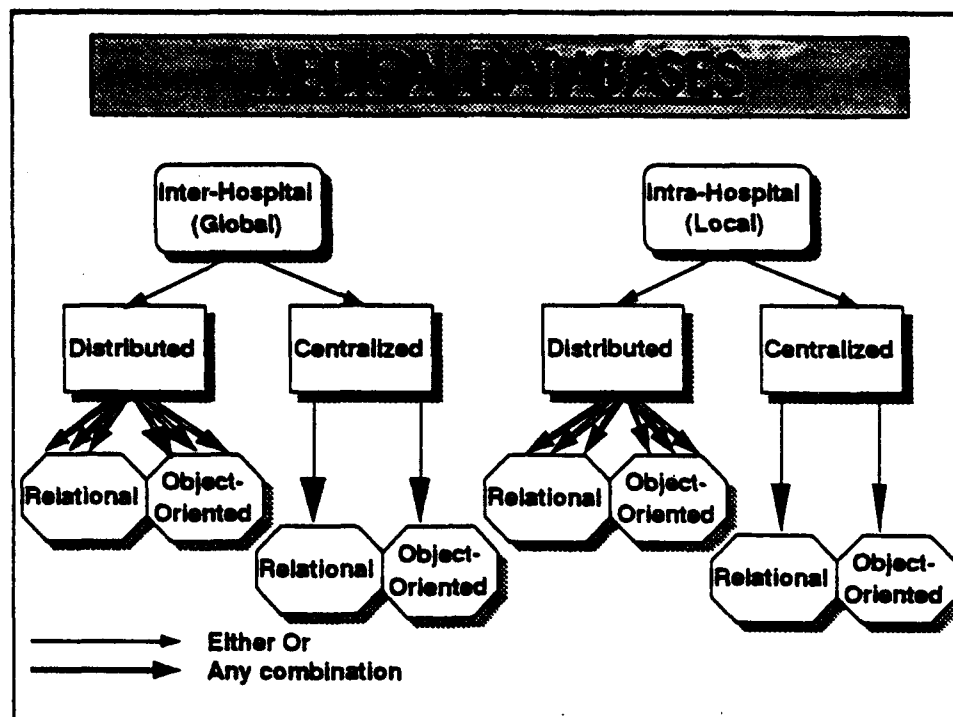 DATABASES
Inter-Hospital
(Global)
Intra-Hospital
(Local)
Distributed
Centralized
Distributed
Centralized
Relational
Object-
Oriented
Relational
Object-
Oriented
Relational
Object-
Oriented
Relational
Object-
Oriented
Either Or
Any combination